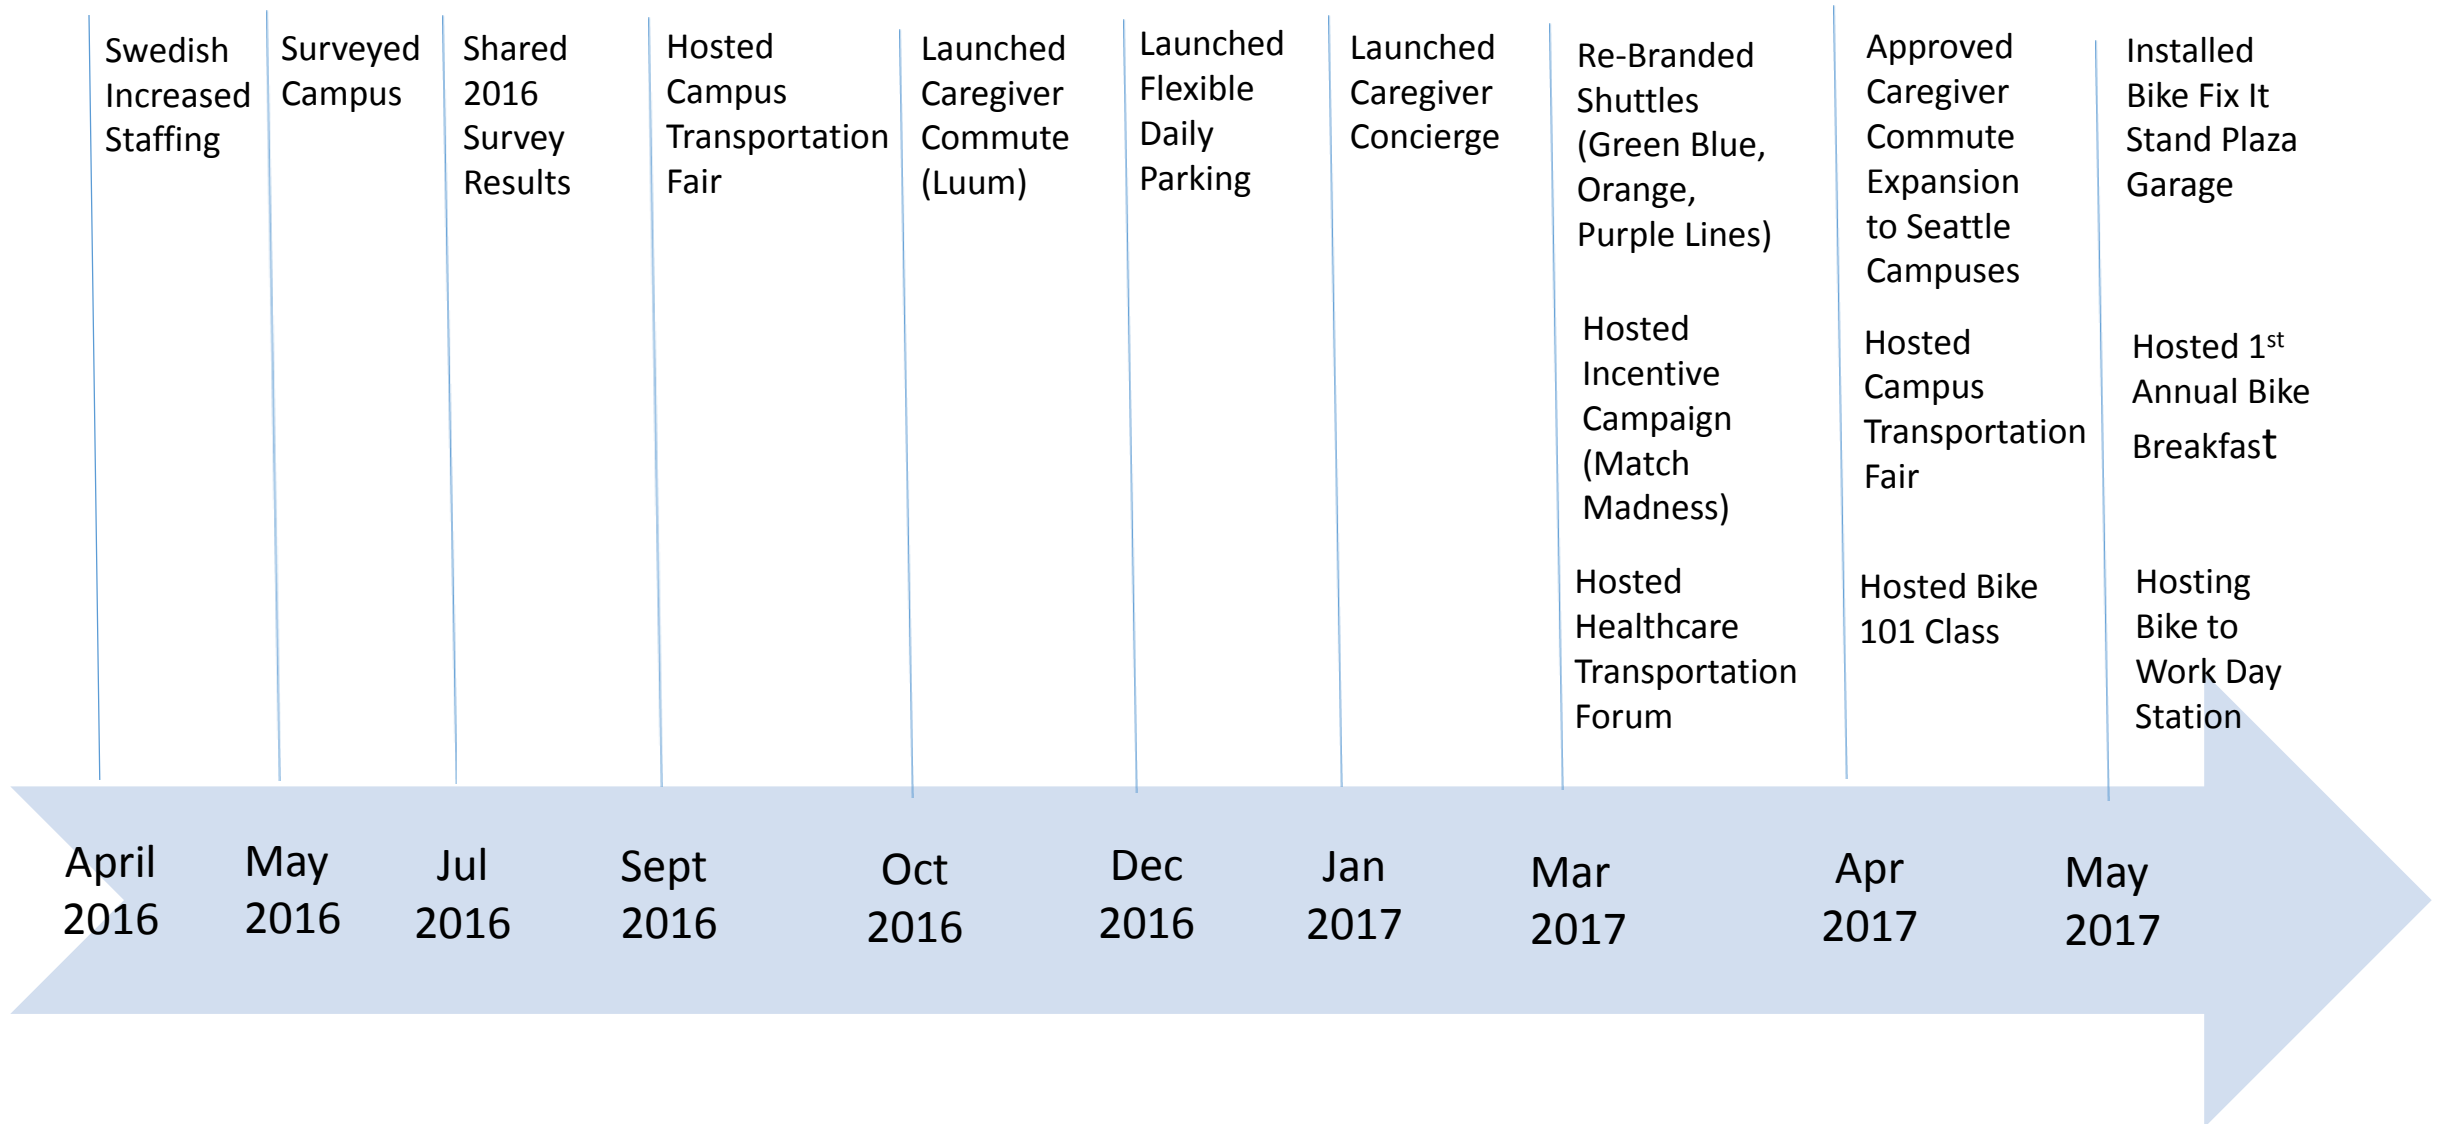 Swedish
Increased
Staffing
Surveyed
Campus
Shared
2016
Survey
Results
Hosted
Campus
Transportation
Fair
Launched
Caregiver
Commute
(Luum)
Launched
Flexible
Daily
Parking
Launched
Caregiver
Concierge
Re-Branded
Shuttles
(Green Blue,
Orange,
Purple Lines)
Hosted
Incentive
Campaign
(Match
Madness)
Hosted
Healthcare
Transportation
Forum
Approved
Caregiver
Commute
Expansion
to Seattle
Campuses
Hosted
Campus
Transportation
Fair
Hosted Bike
101 Class
Installed
Bike Fix It
Stand Plaza
Garage
Hosted 1st
Annual Bike
Breakfast
Hosting
Bike to
Work Day
Station
April
2016
May
2016
Jul
2016
Sept
2016
Oct
2016
Dec
2016
Jan
2017
Mar
2017
Apr
2017
May
2017